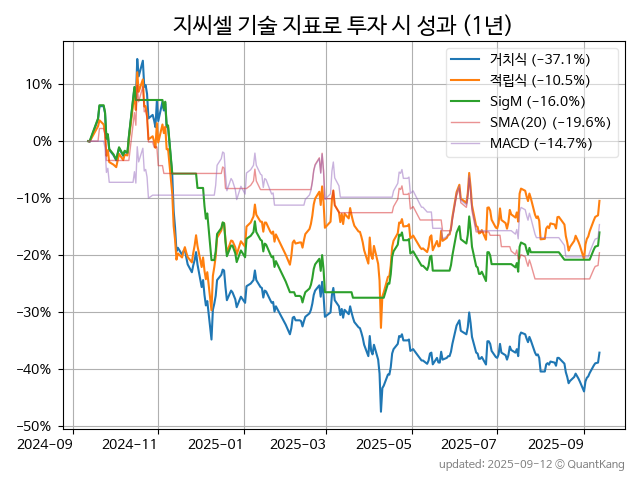 지씨셀 기술 지표로 투자 시 성과 (1년)
거치식 (−37.1%)
적립식 (−10.5%)
SigM (−16.0%)
SMA(20) (−19.6%)
MACD (−14.7%)
10%
0%
−10%
−20%
−30%
−40%
−50%
2024-09 2024-11 2025-01 2025-03 2025-05 2025-07 2025-09
updated: 2025-09-12 © QuantKang